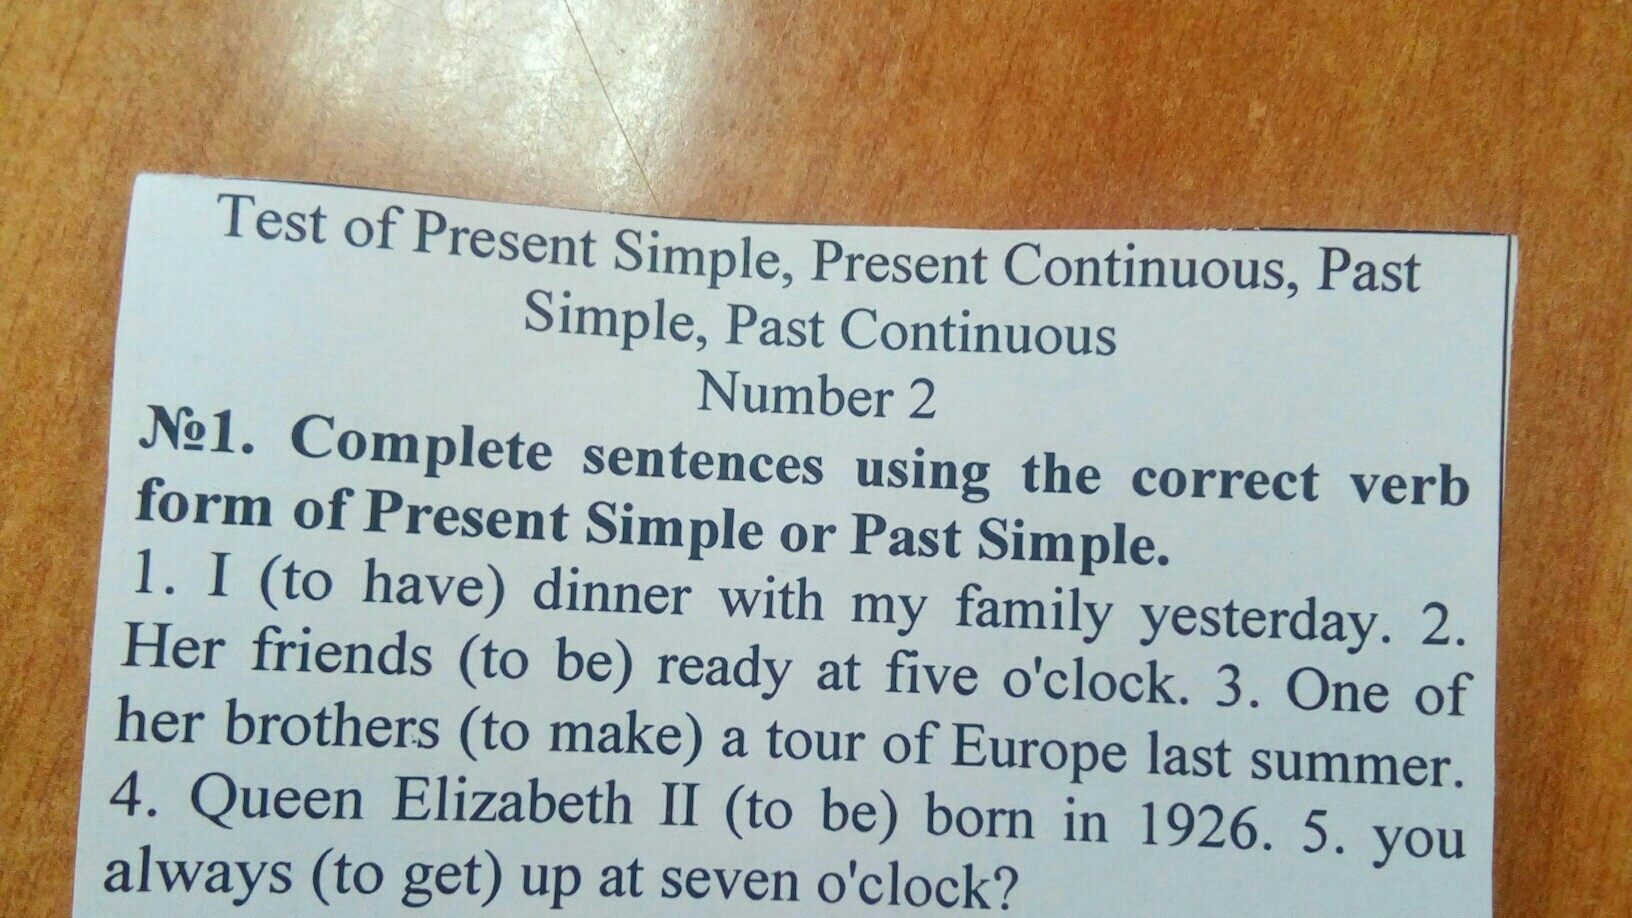 Test of Present Simple, Present Continuous, Past
Simple, Past Continuous
Number 2
№1. Complete sentences using the correct verb
form of Present Simple or Past Simple.
1. I (to have) dinner with my family yesterday. 2.
Her friends (to be) ready at five o'clock. 3. One of
her brothers (to make) a tour of Europe last summer.
4. Queen Elizabeth II (to be) born in 1926. 5. you
always (to get) up at seven o'clock?